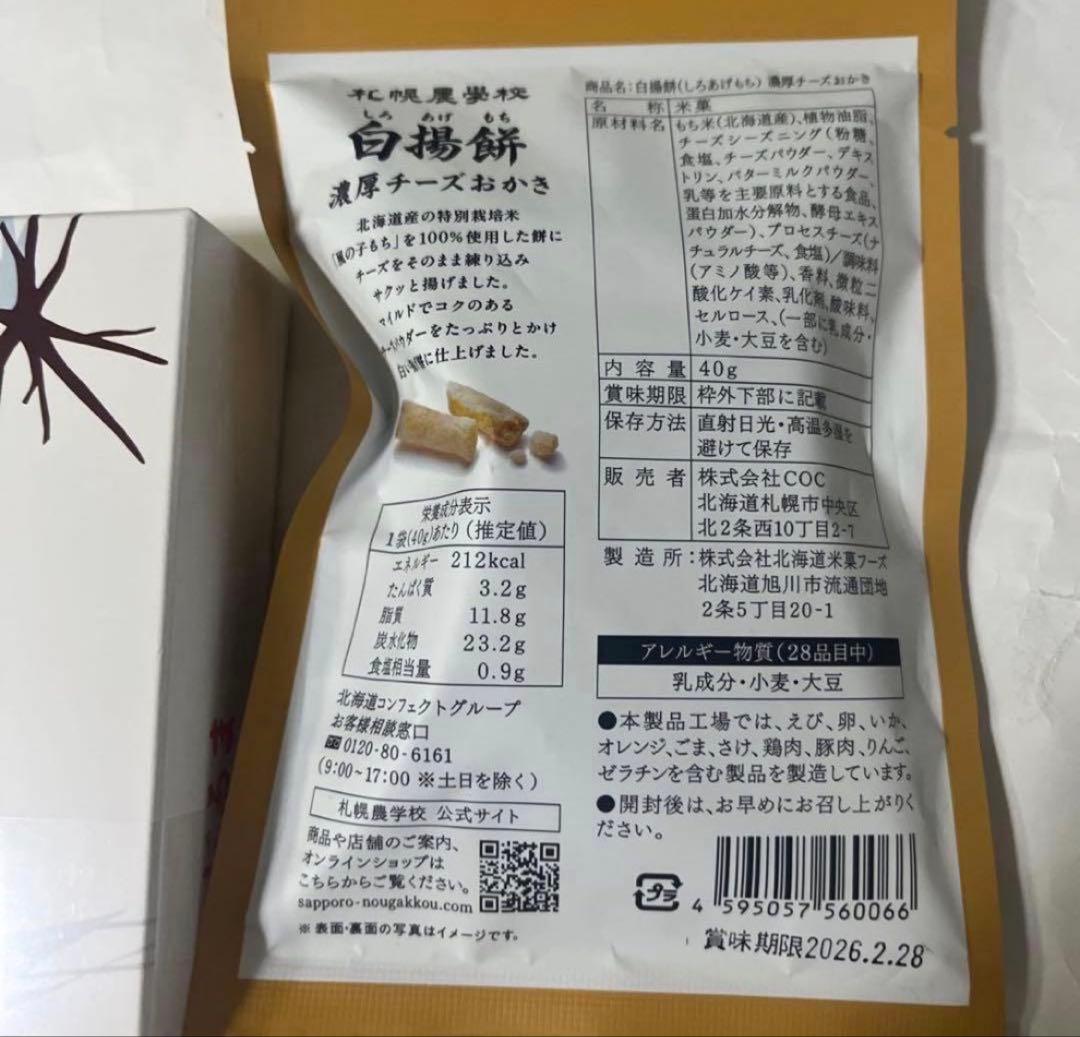 札幌農學校
しろ あげ もち
白揚餅
濃厚チーズおかき
北海道産の特別栽培米
「風の子もち」を100%使用した餅に
チーズをそのまま練り込み
サクッと揚げました。
マイルドでコクのある
チーズパウダーをたっぷりとかけ
白い揚餅に仕上げました。
栄養成分表示
1袋(40g)あたり(推定値)
エネルギー 212kcal
たんぱく質 3.2g
脂質 11.8g
炭水化物 23.2g
食塩相当量 0.9g
北海道コンフェクトグループ
お客様相談窓口
0120-80-6161
(9:00~17:00 ※土日を除く)
札幌農学校 公式サイト
商品や店舗のご案内、
オンラインショップは
こちらからご覧ください。
sapporo-nougakkou.com
※表面・裏面の写真はイメージです。
商品名:白揚餅(しろあげもち) 濃厚チーズおかき
名称 米菓
原材料名 もち米(北海道産)、植物油脂、
チーズシーズニング(粉糖、
食塩、チーズパウダー、デキス
トリン、バターミルクパウダー、
乳等を主要原料とする食品、
蛋白加水分解物、酵母エキス
パウダー)、プロセスチーズ(ナ
チュラルチーズ、食塩)/調味料
(アミノ酸等)、香料、微粒二
酸化ケイ素、乳化剤、酸味料、
セルロース、(一部に乳成分・
小麦・大豆を含む)
内容量 40g
賞味期限 枠外下部に記載
保存方法 直射日光・高温多湿を
避けて保存
販売者 株式会社COC
北海道札幌市中央区
北2条西10丁目2-7
製造所:株式会社北海道米菓フーズ
北海道旭川市流通団地
2条5丁目20-1
アレルギー物質(28品目中)
乳成分・小麦・大豆
●本製品工場では、えび、卵、いか、
オレンジ、ごま、さけ、鶏肉、豚肉、りんご、
ゼラチンを含む製品を製造しています。
●開封後は、お早めにお召し上がりく
ださい。
プラ
4 595057 560066
賞味期限2026.2.28